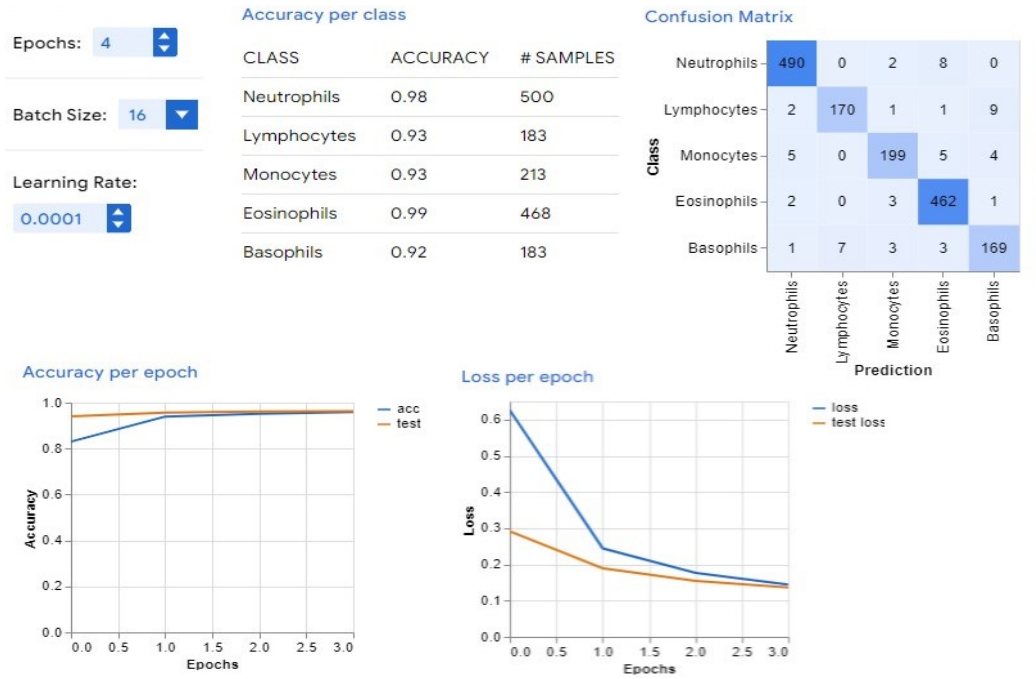 Epochs: 4
Batch Size: 16
Learning Rate:
0.0001
Accuracy per class
CLASS ACCURACY # SAMPLES
Neutrophils 0.98 500
Lymphocytes 0.93 183
Monocytes 0.93 213
Eosinophils 0.99 468
Basophils 0.92 183
Confusion Matrix
Class
Neutrophils 490 0 2 8 0
Lymphocytes 2 170 1 1 9
Monocytes 5 0 199 5 4
Eosinophils 2 0 3 462 1
Basophils 1 7 3 3 169
Neutrophils Lymphocytes Monocytes Eosinophils Basophils
Prediction
Accuracy per epoch
Accuracy
1.0
0.8
0.6
0.4
0.2
0.0
0.0 0.5 1.0 1.5 2.0 2.5 3.0
Epochs
acc
test
Loss per epoch
Loss
0.6
0.5
0.4
0.3
0.2
0.1
0.0
0.0 0.5 1.0 1.5 2.0 2.5 3.0
Epochs
loss
test loss